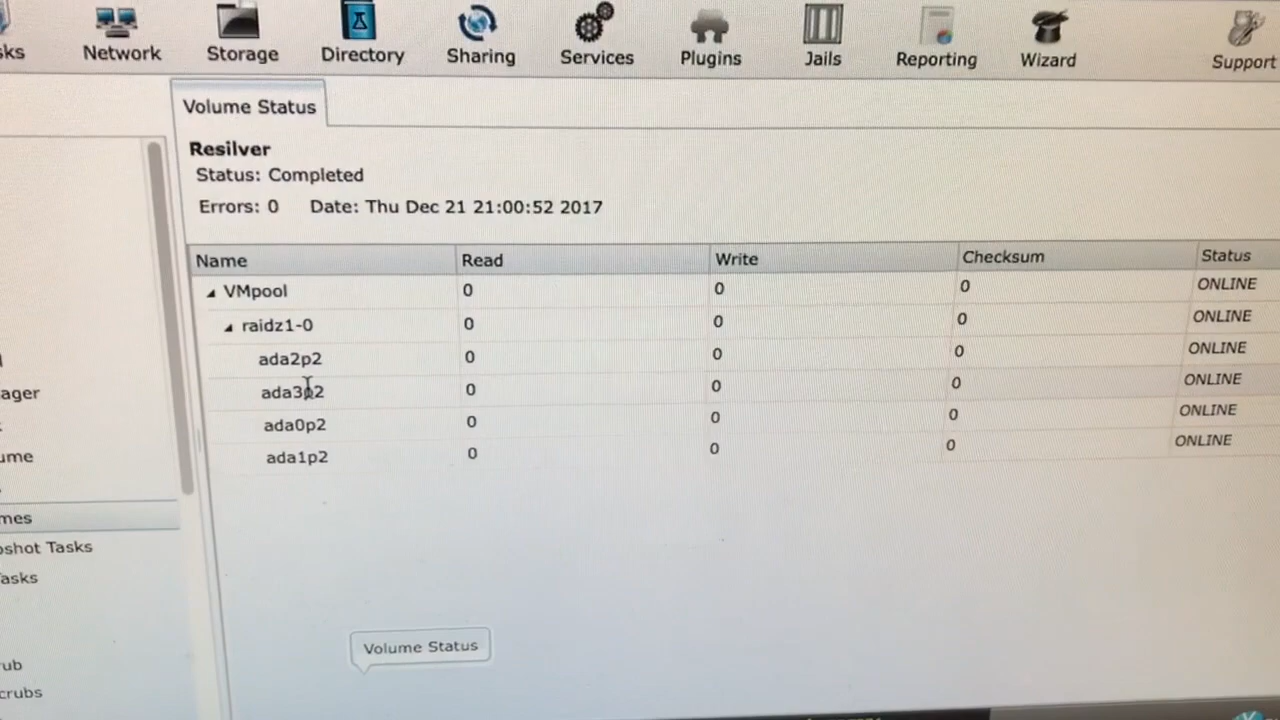 sks Network Storage Directory Sharing Services Plugins Jails Reporting Wizard Support
Volume Status
Resilver
Status: Completed
Errors: 0 Date: Thu Dec 21 21:00:52 2017
Name Read Write Checksum Status
VMpool 0 0 0 ONLINE
raidz1-0 0 0 0 ONLINE
ada2p2 0 0 0 ONLINE
ada3p2 0 0 0 ONLINE
ada0p2 0 0 0 ONLINE
ada1p2 0 0 0 ONLINE
ager
ume
mes
pshot Tasks
asks
Volume Status
rub
crubs